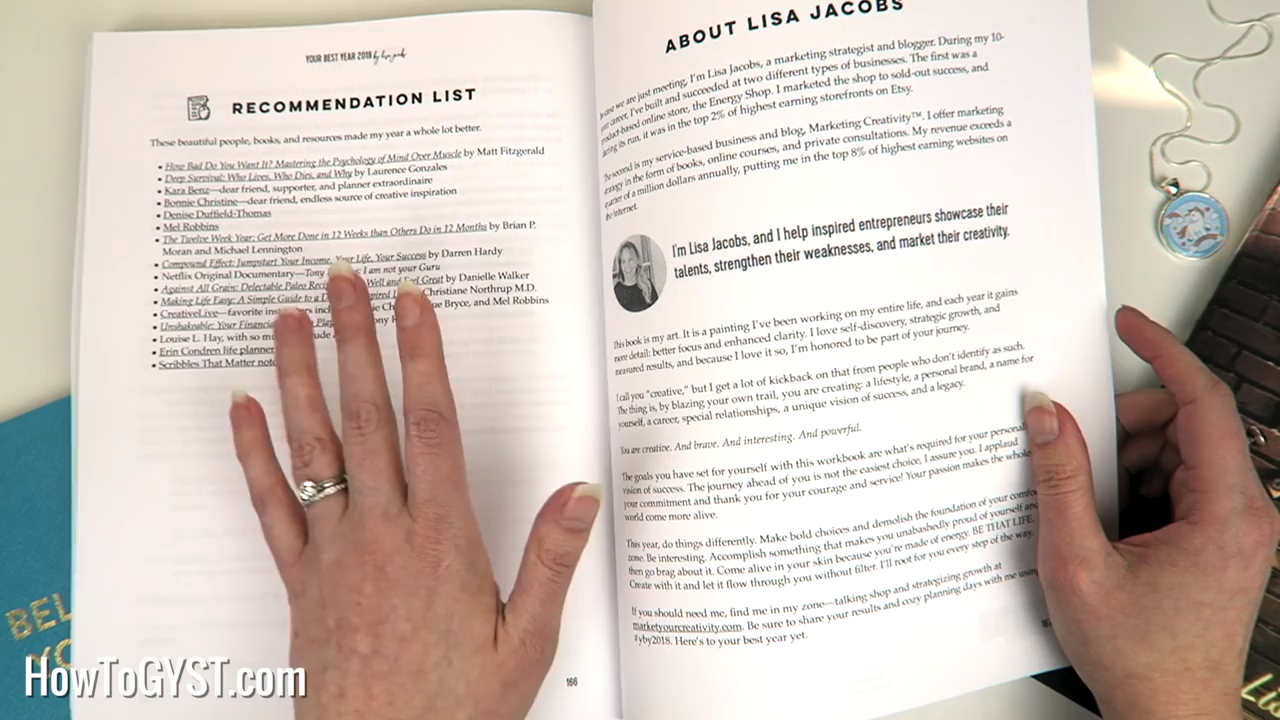 YOUR BEST YEAR 2018 by lisa jacobs
RECOMMENDATION LIST
These beautiful people, books, and resources made my year a whole lot better.
• How Bad Do You Want It? Mastering the Psychology of Mind Over Muscle by Matt Fitzgerald
• Deep Survival: Who Lives, Who Dies, and Why by Laurence Gonzales
• Kara Benz—dear friend, supporter, and planner extraordinaire
• Bonnie Christine—dear friend, endless source of creative inspiration
• Denise Duffield-Thomas
• Mel Robbins
• The Twelve Week Year: Get More Done in 12 Weeks than Others Do in 12 Months by Brian P.
Moran and Michael Lennington
• Compound Effect: Jumpstart Your Income, Your Life, Your Success by Darren Hardy
• Netflix Original Documentary—Tony I am not your Guru
• Against All Grain: Delectable Paleo Well and Feel Great by Danielle Walker
• Making Life Easy: A Simple Guide to a Christiane Northrup M.D.
• CreativeLive—favorite Bryce, and Mel Robbins
• Unshakeable: Your Financial
• Louise L. Hay, with so
• Erin Condren life planner
• Scribbles That Matter
166
ABOUT LISA JACOBS
case we are just meeting, I'm Lisa Jacobs, a marketing strategist and blogger. During my 10-
career, I've built and succeeded at two different types of businesses. The first was a
product-based online store, the Energy Shop. I marketed the shop to sold-out success, and
during its run, it was in the top 2% of highest earning storefronts on Etsy.
The second is my service-based business and blog, Marketing Creativity™. I offer marketing
strategy in the form of books, online courses, and private consultations. My revenue exceeds a
quarter of a million dollars annually, putting me in the top 8% of highest earning websites on
the internet.
I'm Lisa Jacobs, and I help inspired entrepreneurs showcase their
talents, strengthen their weaknesses, and market their creativity.
This book is my art. It is a painting I've been working on my entire life, and each year it gains
more detail: better focus and enhanced clarity. I love self-discovery, strategic growth, and
measured results, and because I love it so, I'm honored to be part of your journey.
I call you "creative," but I get a lot of kickback on that from people who don't identify as such.
The thing is, by blazing your own trail, you are creating: a lifestyle, a personal brand, a name for
yourself, a career, special relationships, a unique vision of success, and a legacy.
You are creative. And brave. And interesting. And powerful.
The goals you have set for yourself with this workbook are what's required for your personal
vision of success. The journey ahead of you is not the easiest choice, I assure you. I applaud
your commitment and thank you for your courage and service! Your passion makes the whole
world come more alive.
This year, do things differently. Make bold choices and demolish the foundation of your comfort
zone. Be interesting. Accomplish something that makes you unabashedly proud of yourself and
then go brag about it. Come alive in your skin because you're made of energy. BE THAT LIFE.
Create with it and let it flow through you without filter. I'll root for you every step of the way.
If you should need me, find me in my zone—talking shop and strategizing growth at
marketyourcreativity.com. Be sure to share your results and cozy planning days with me using
#yby2018. Here's to your best year yet.
BEL
HowToGYST.com